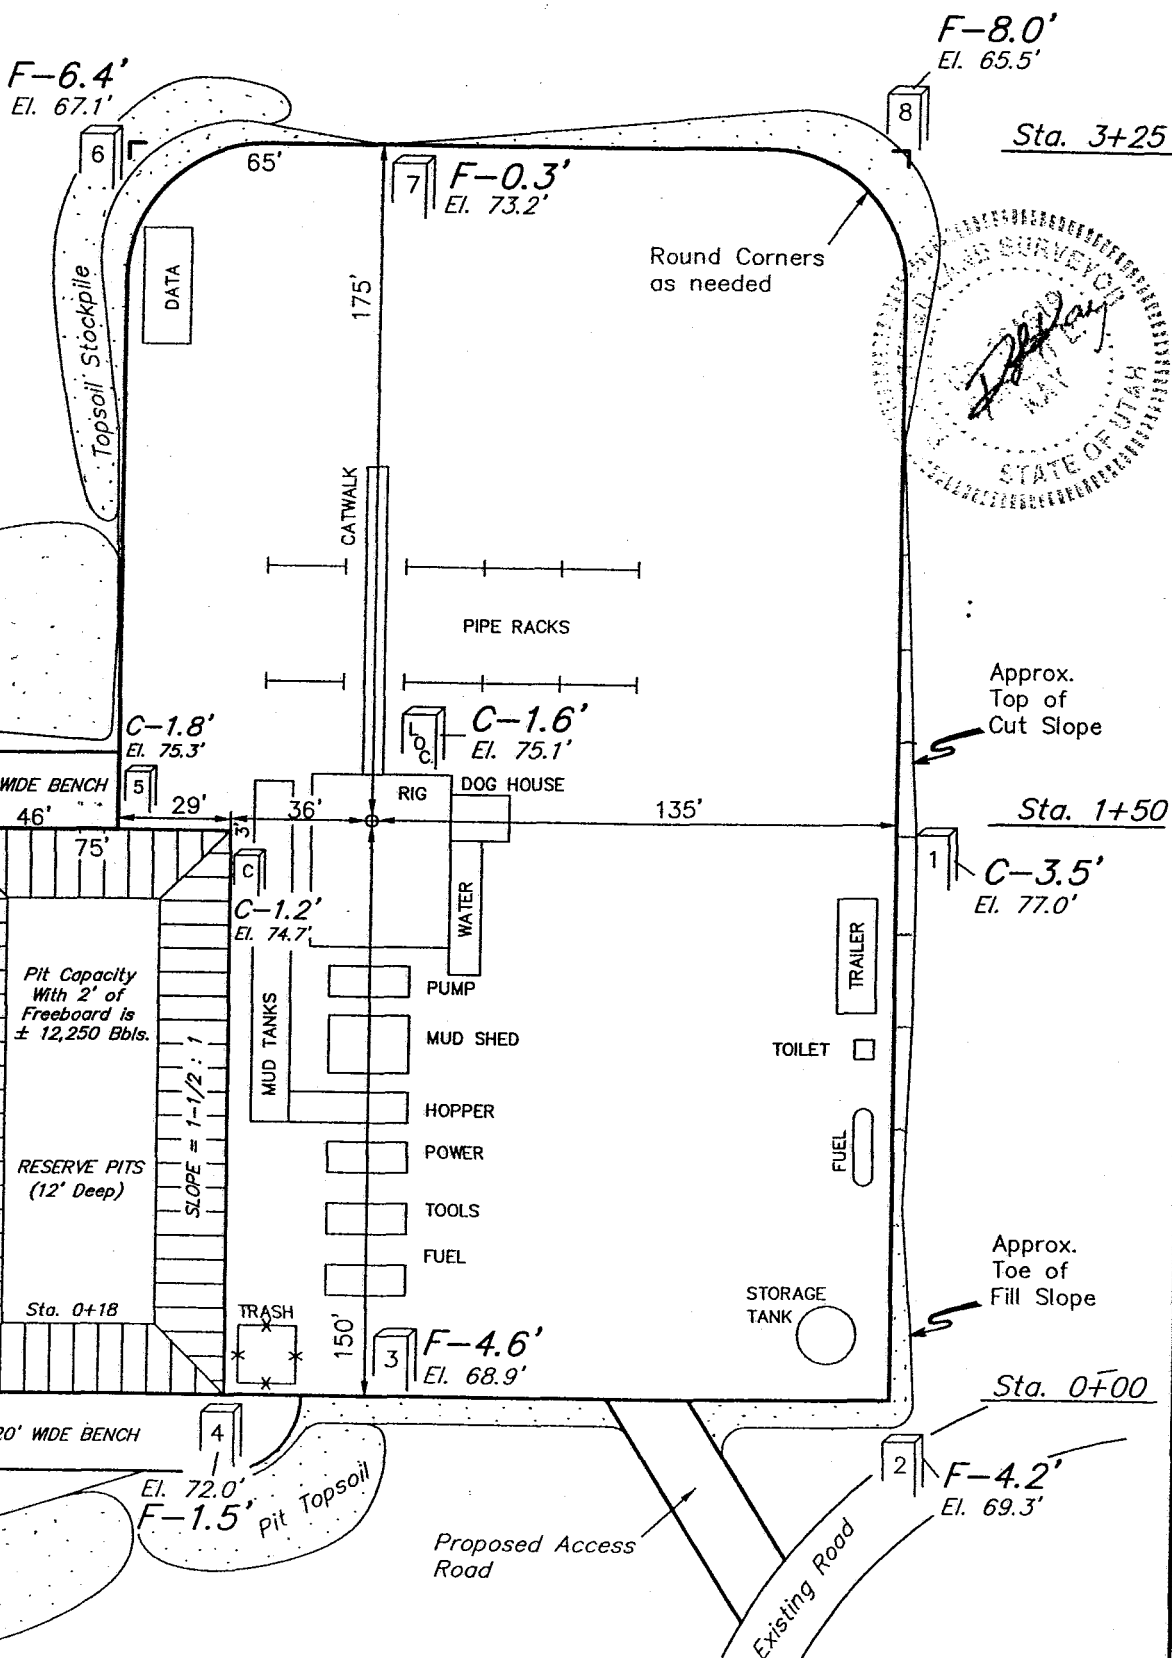 F-8.0'
El. 65.5'
F-6.4'
El. 67.1'
8
Sta. 3+25
6
65'
7
F-0.3'
El. 73.2'
Round Corners
as needed
DATA
175'
Topsoil Stockpile
LAND SURVEYOR
STATE OF UTAH
KAY
CATWALK
PIPE RACKS
Approx.
Top of
Cut Slope
C-1.8'
El. 75.3'
LOC.
C-1.6'
El. 75.1'
WIDE BENCH
5
RIG
DOG HOUSE
46'
29'
3'
36'
135'
Sta. 1+50
75'
C
1
C-3.5'
El. 77.0'
C-1.2'
El. 74.7'
WATER
TRAILER
Pit Capacity
With 2' of
Freeboard is
± 12,250 Bbls.
PUMP
MUD TANKS
MUD SHED
TOILET
SLOPE = 1-1/2 : 1
HOPPER
POWER
FUEL
RESERVE PITS
(12' Deep)
TOOLS
FUEL
Approx.
Toe of
Fill Slope
Sta. 0+18
TRASH
STORAGE
TANK
150'
3
F-4.6'
El. 68.9'
Sta. 0+00
20' WIDE BENCH
4
2
F-4.2'
El. 69.3'
El. 72.0'
F-1.5'
Pit Topsoil
Proposed Access
Road
Existing Road